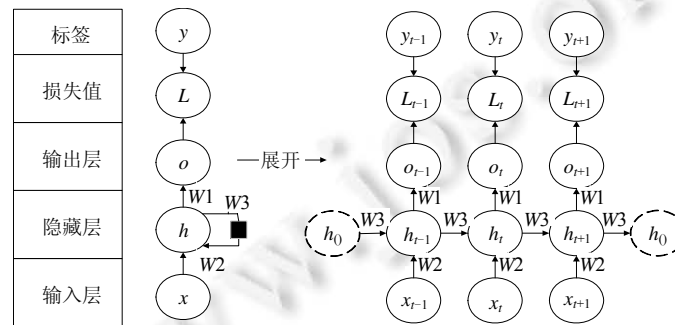 标签 y y_{t-1} y_t y_{t+1}
损失值 L L_{t-1} L_t L_{t+1}
输出层 o —展开→ o_{t-1} o_t o_{t+1}
W1 W3 W1 W1 W1
隐藏层 h h_0 W3 h_{t-1} W3 h_t W3 h_{t+1} W3 h_0
W2 W2 W2 W2
输入层 x x_{t-1} x_t x_{t+1}